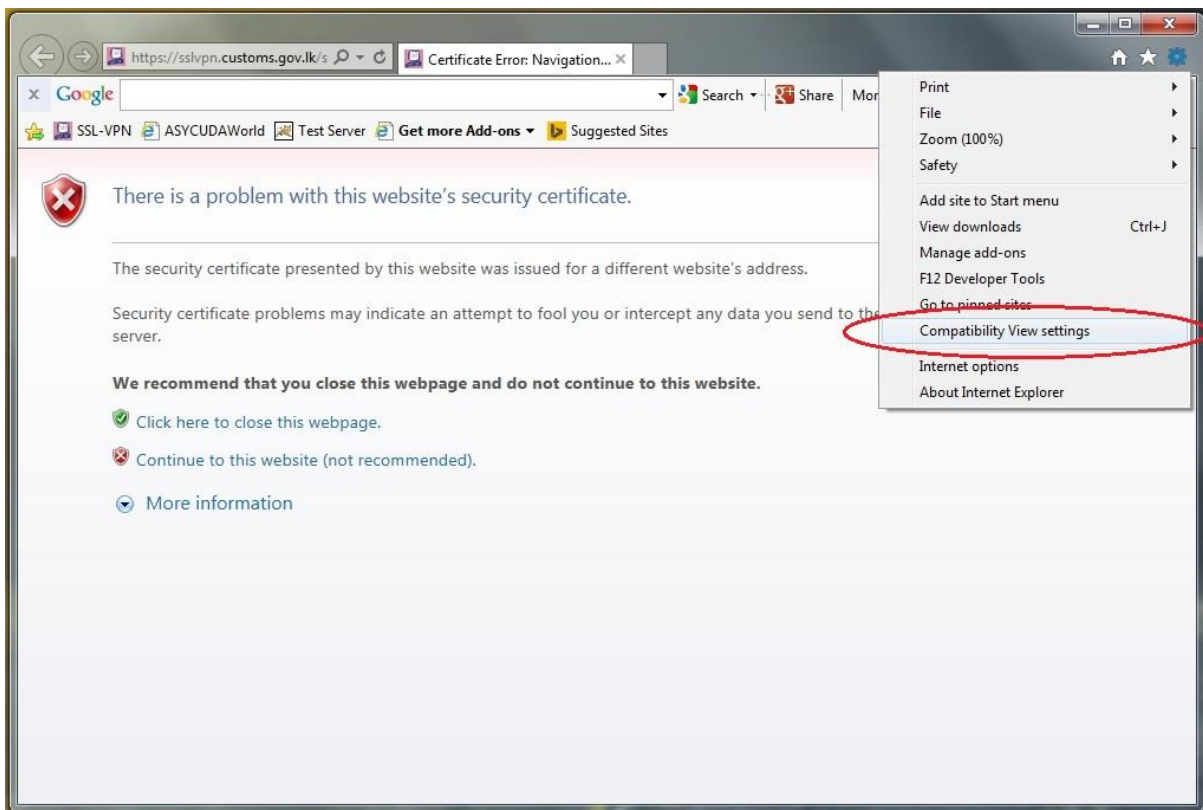 https://sslvpn.customs.gov.lk/s
Certificate Error: Navigation...
x Google
Search
Share
SSL-VPN ASYCUDAWorld Test Server Get more Add-ons Suggested Sites
There is a problem with this website's security certificate.
The security certificate presented by this website was issued for a different website's address.
Security certificate problems may indicate an attempt to fool you or intercept any data you send to the
server.
We recommend that you close this webpage and do not continue to this website.
Click here to close this webpage.
Continue to this website (not recommended).
More information
Print
File
Zoom (100%)
Safety
Add site to Start menu
View downloads Ctrl+J
Manage add-ons
F12 Developer Tools
Go to pinned sites
Compatibility View settings
Internet options
About Internet Explorer